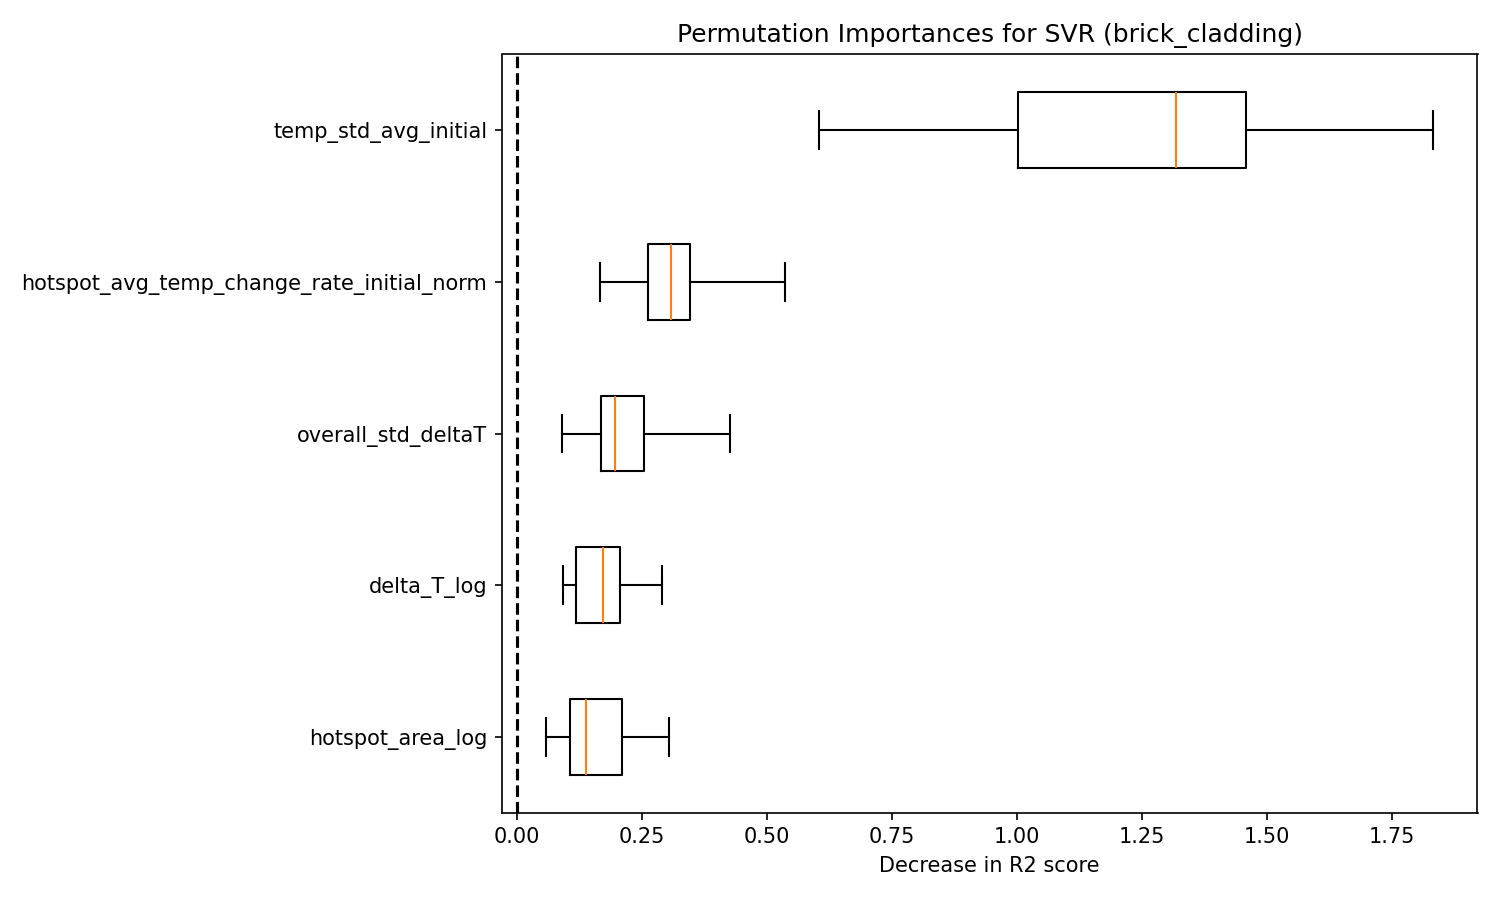 Permutation Importances for SVR (brick_cladding)
temp_std_avg_initial
hotspot_avg_temp_change_rate_initial_norm
overall_std_deltaT
delta_T_log
hotspot_area_log
0.00 0.25 0.50 0.75 1.00 1.25 1.50 1.75
Decrease in R2 score